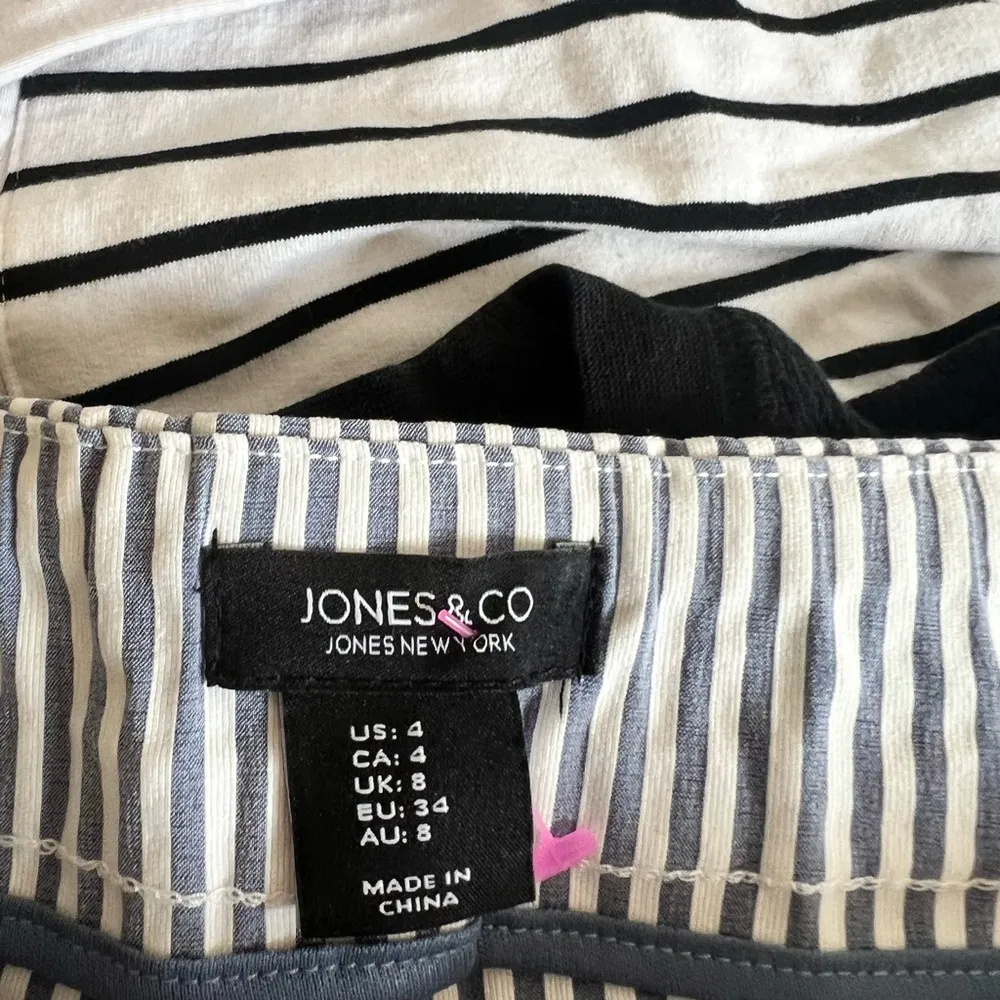 JONES & CO
JONES NEW YORK
US: 4
CA: 4
UK: 8
EU: 34
AU: 8
MADE IN
CHINA